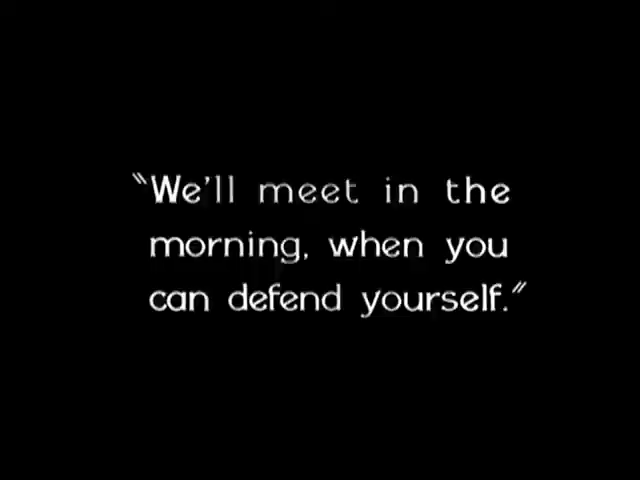 "We'll meet in the
morning, when you
can defend yourself."